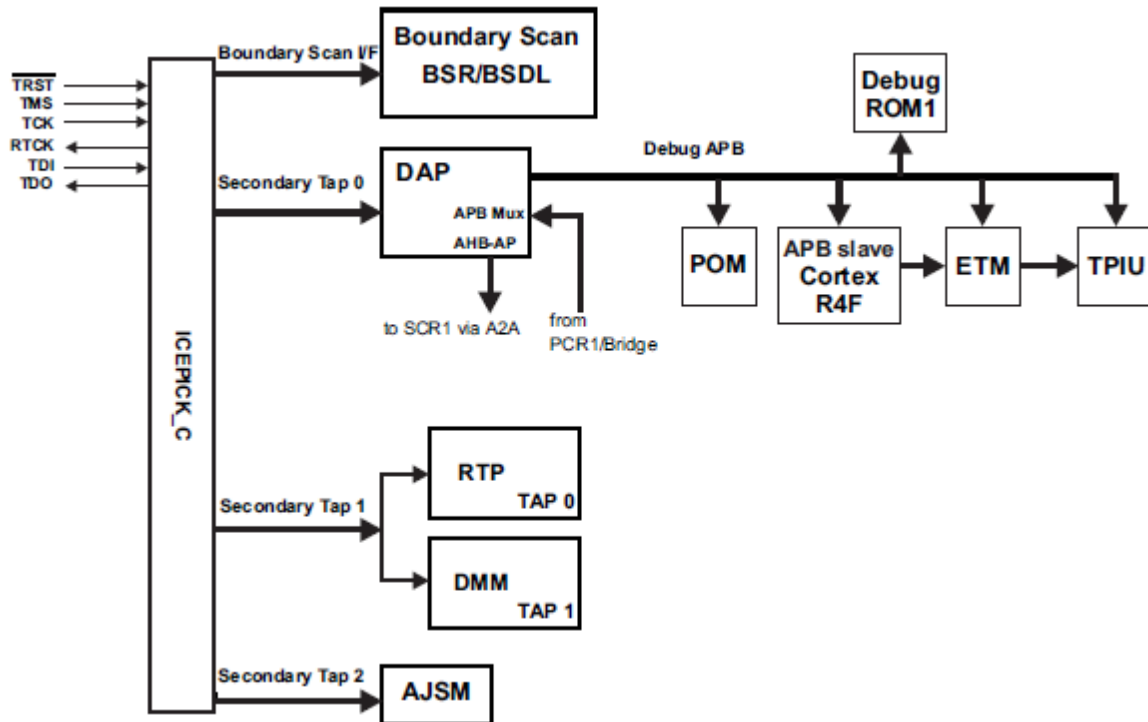 Boundary Scan I/F
Boundary Scan
BSR/BSDL
TRST
TMS
TCK
RTCK
TDI
TDO
ICEPICK_C
Debug
ROM1
Debug APB
Secondary Tap 0
DAP
APB Mux
AHB-AP
to SCR1 via A2A
from
PCR1/Bridge
POM
APB slave
Cortex
R4F
ETM
TPIU
Secondary Tap 1
RTP
TAP 0
DMM
TAP 1
Secondary Tap 2
AJSM